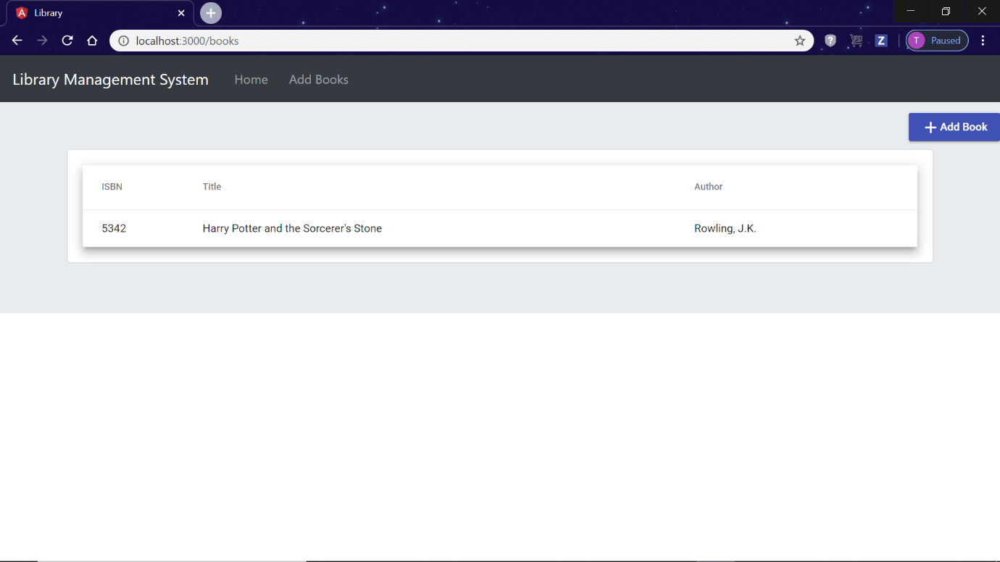 Library
localhost:3000/books
T Paused
Library Management System Home Add Books
+ Add Book
ISBN Title Author
5342 Harry Potter and the Sorcerer's Stone Rowling, J.K.